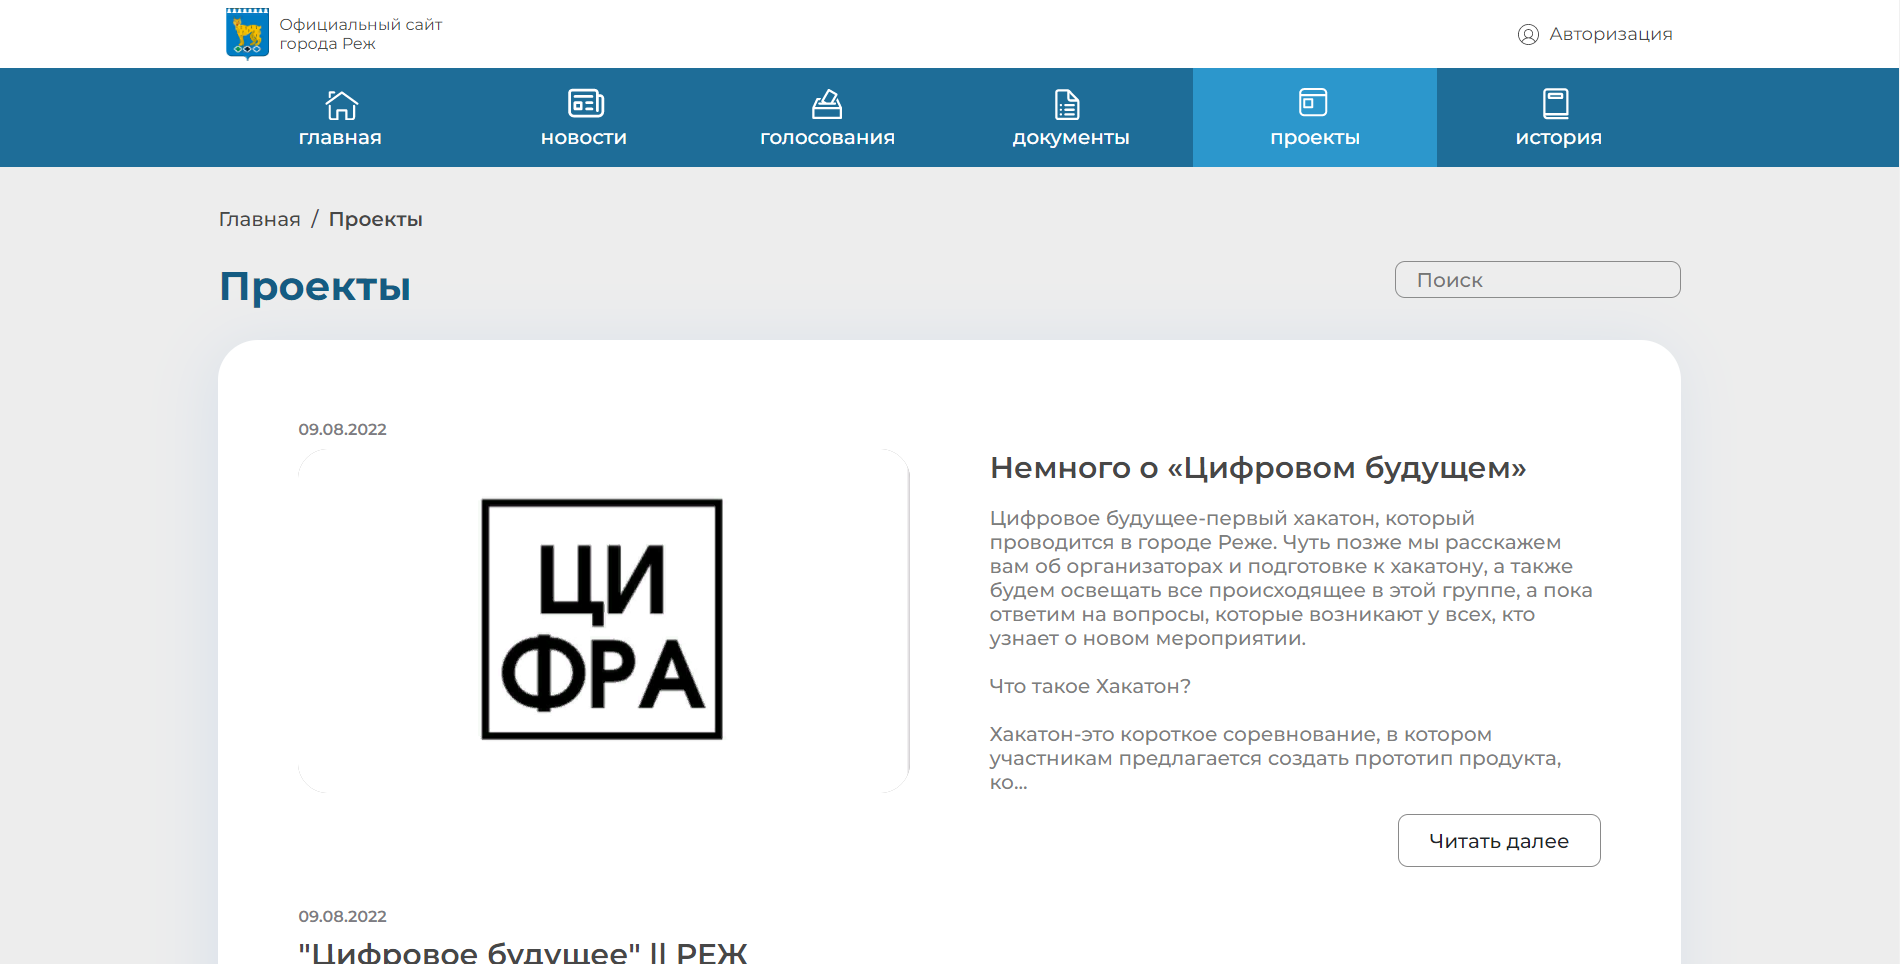 Официальный сайт
города Реж
Авторизация
главная
новости
голосования
документы
проекты
история
Главная / Проекты
Проекты
Поиск
09.08.2022
ЦИ
ФРА
Немного о «Цифровом будущем»
Цифровое будущее-первый хакатон, который
проводится в городе Реже. Чуть позже мы расскажем
вам об организаторах и подготовке к хакатону, а также
будем освещать все происходящее в этой группе, а пока
ответим на вопросы, которые возникают у всех, кто
узнает о новом мероприятии.
Что такое Хакатон?
Хакатон-это короткое соревнование, в котором
участникам предлагается создать прототип продукта,
ко...
Читать далее
09.08.2022
"Цифровое будущее" || РЕЖ